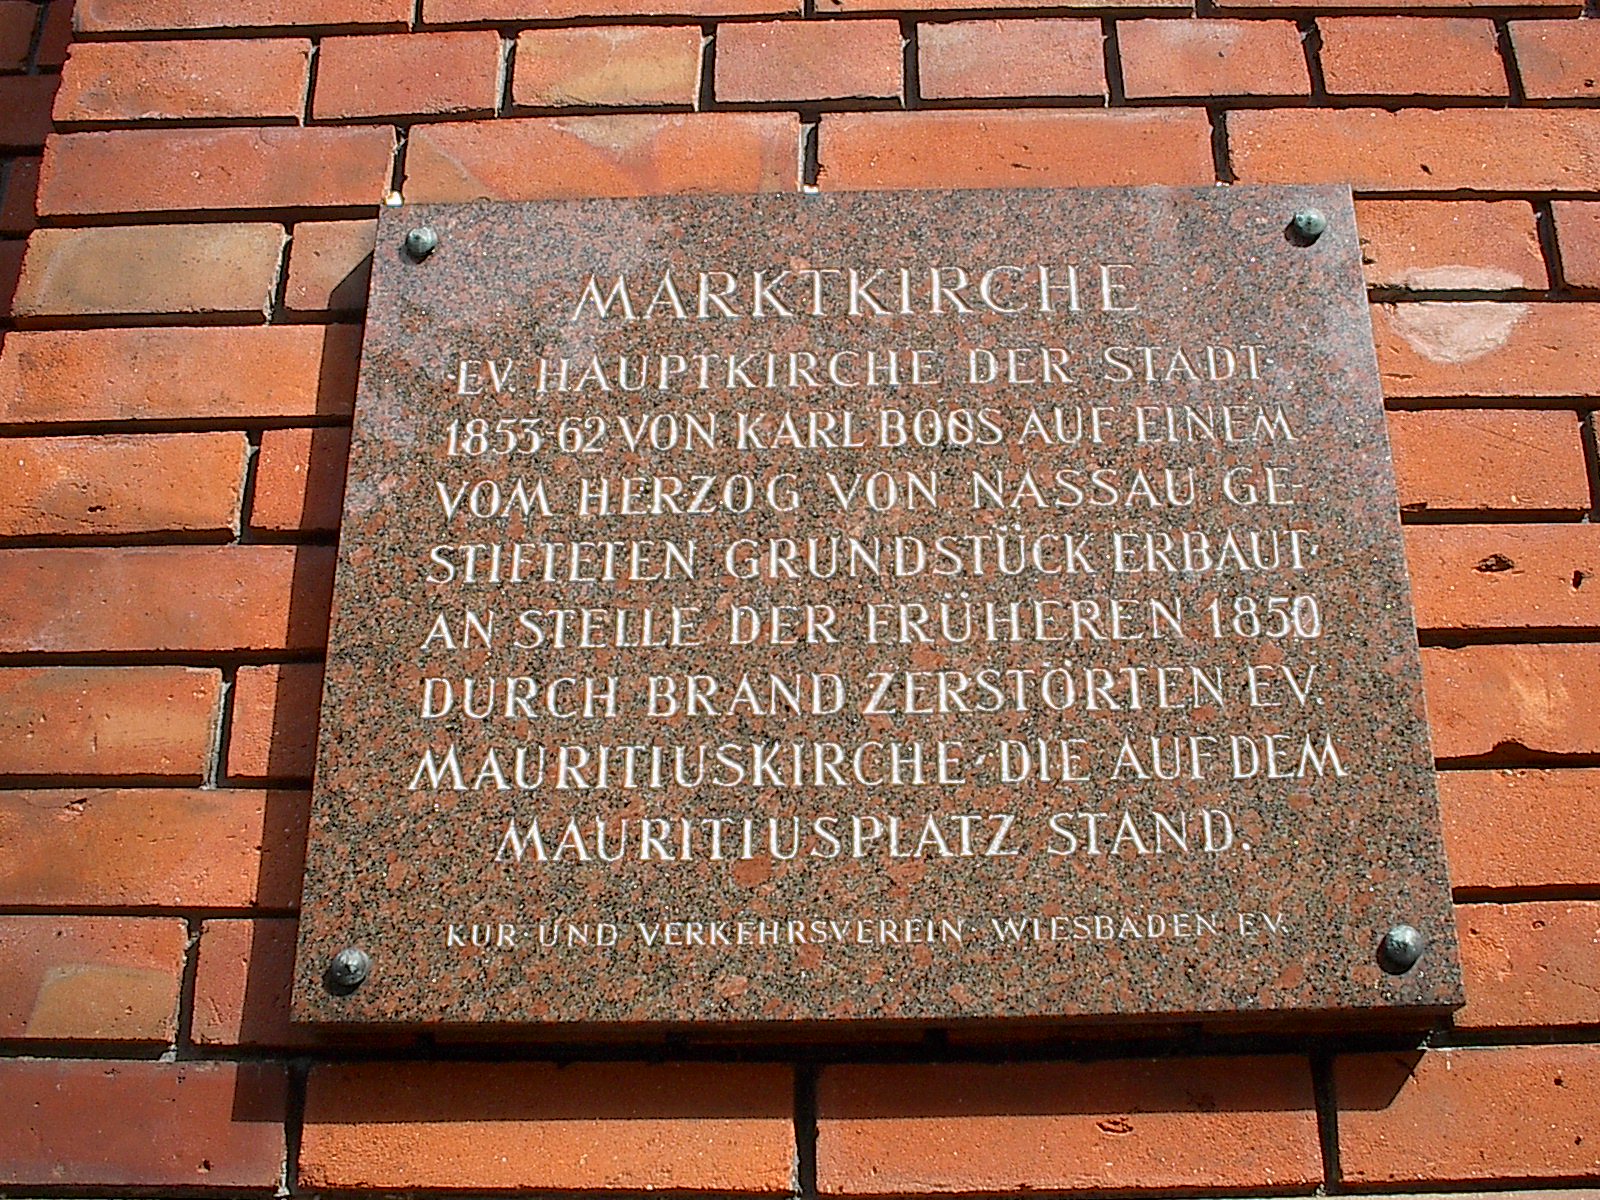 MARKTKIRCHE
EV. HAUPTKIRCHE DER STADT·
1853-62 VON KARL BOOS AUF EINEM
VOM HERZOG VON NASSAU GE-
STIFTETEN GRUNDSTÜCK ERBAUT,
AN STELLE DER FRÜHEREN 1850
DURCH BRAND ZERSTÖRTEN EV.
MAURITIUSKIRCHE, DIE AUF DEM
MAURITIUSPLATZ STAND.
KUR- UND VERKEHRSVEREIN · WIESBADEN EV.